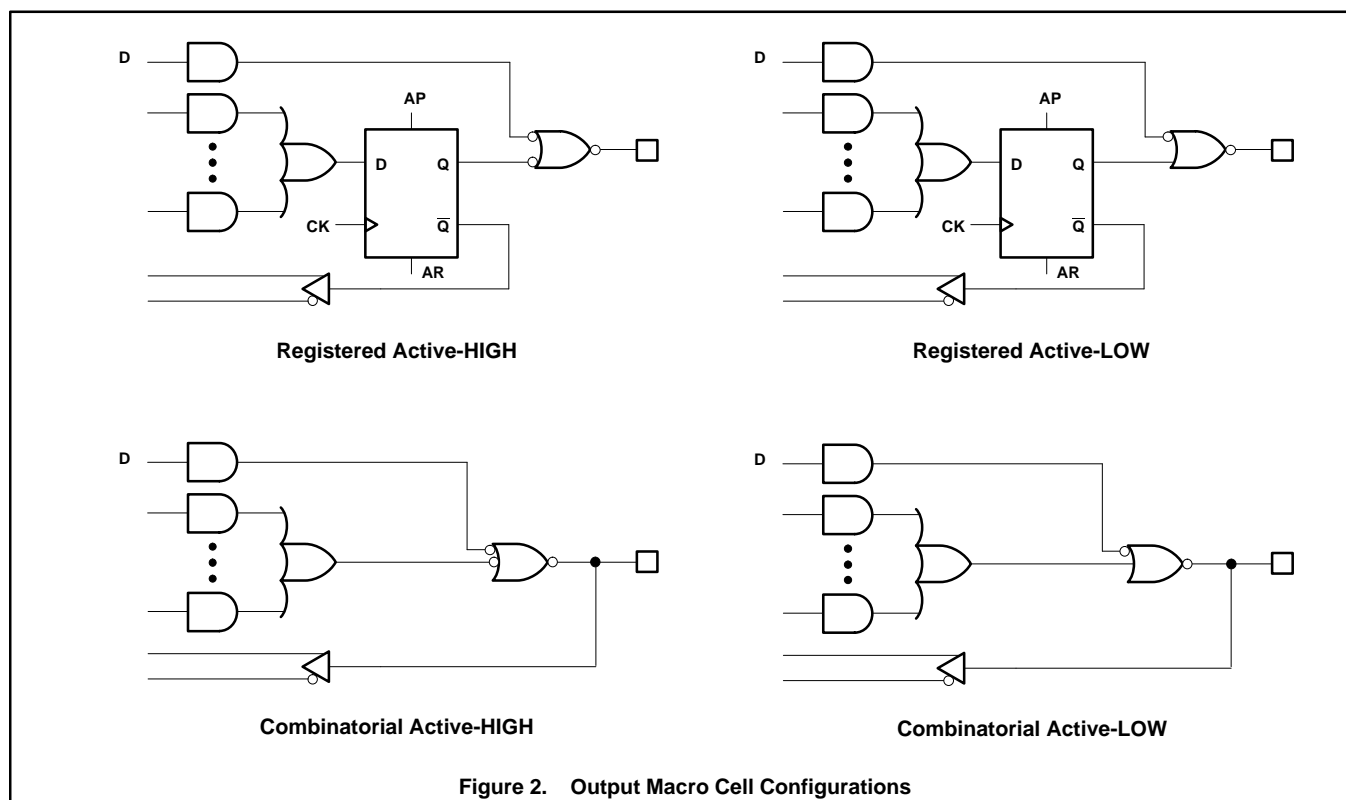 D
AP
D
Q
CK
Q̅
AR
Registered Active-HIGH
D
AP
D
Q
CK
Q̅
AR
Registered Active-LOW
D
Combinatorial Active-HIGH
D
Combinatorial Active-LOW
Figure 2. Output Macro Cell Configurations